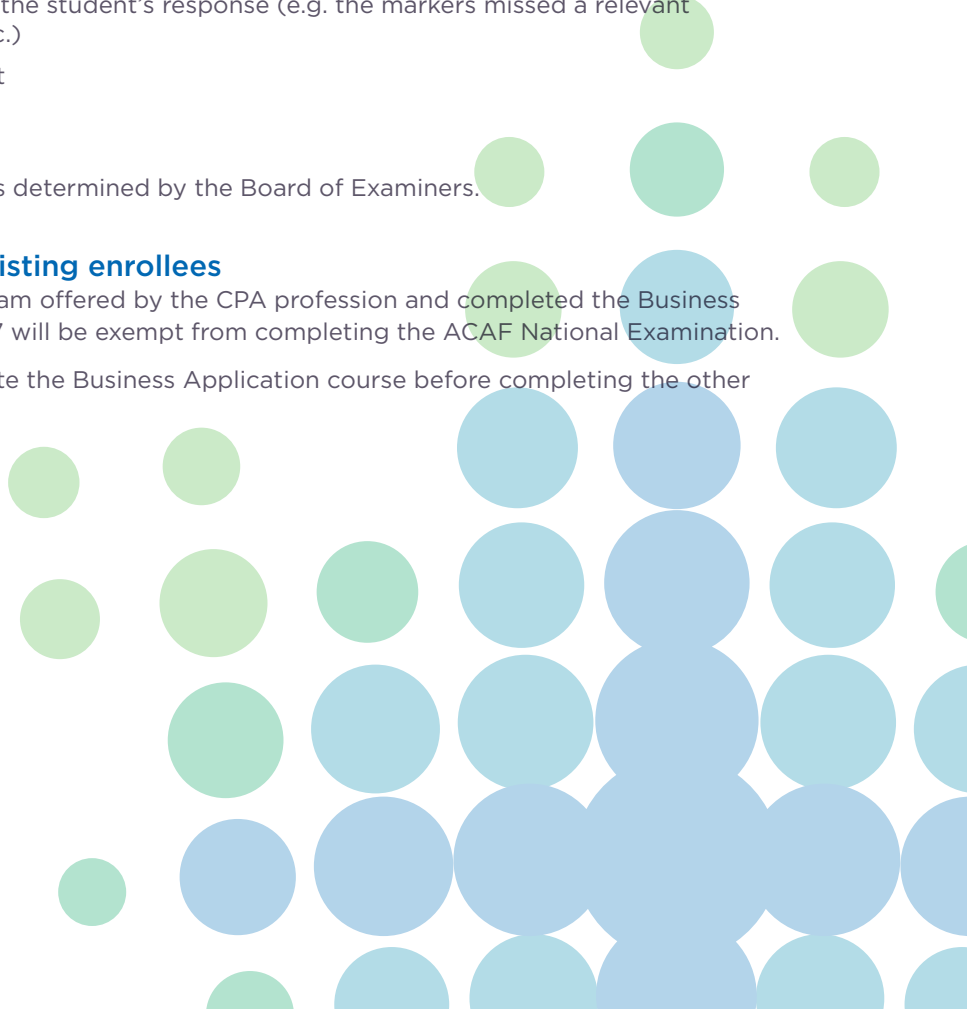 the student's response (e.g. the markers missed a relevant
c.)
t
s determined by the Board of Examiners.
isting enrollees
am offered by the CPA profession and completed the Business
7 will be exempt from completing the ACAF National Examination.
te the Business Application course before completing the other